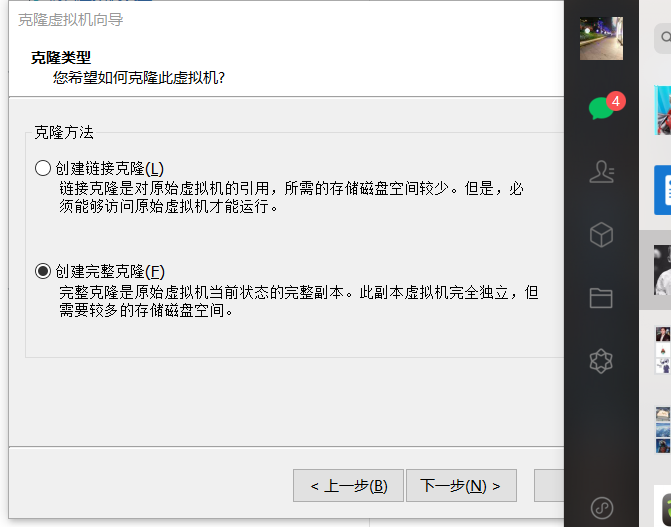 克隆虚拟机向导
克隆类型
您希望如何克隆此虚拟机?
克隆方法
创建链接克隆(L)
链接克隆是对原始虚拟机的引用，所需的存储磁盘空间较少。但是，必
须能够访问原始虚拟机才能运行。
创建完整克隆(F)
完整克隆是原始虚拟机当前状态的完整副本。此副本虚拟机完全独立，但
需要较多的存储磁盘空间。
< 上一步(B)
下一步(N) >
4